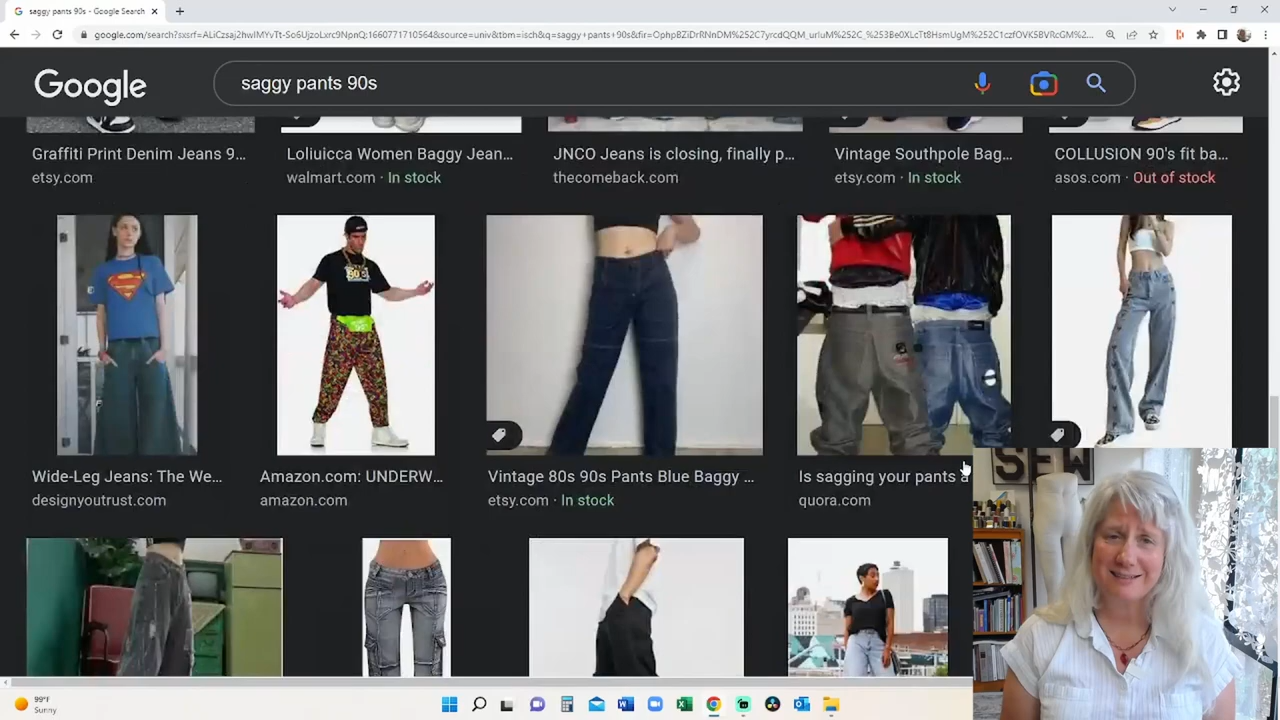 saggy pants 90s - Google Search
Google
saggy pants 90s
Graffiti Print Denim Jeans 9...
etsy.com
Loliuicca Women Baggy Jean...
walmart.com · In stock
JNCO Jeans is closing, finally p...
thecomeback.com
Vintage Southpole Bag...
etsy.com · In stock
COLLUSION 90's fit ba...
asos.com · Out of stock
Wide-Leg Jeans: The We...
designyoutrust.com
Amazon.com: UNDERW...
amazon.com
Vintage 80s 90s Pants Blue Baggy ...
etsy.com · In stock
Is sagging your pants a
quora.com
SEW
99°F
Sunny